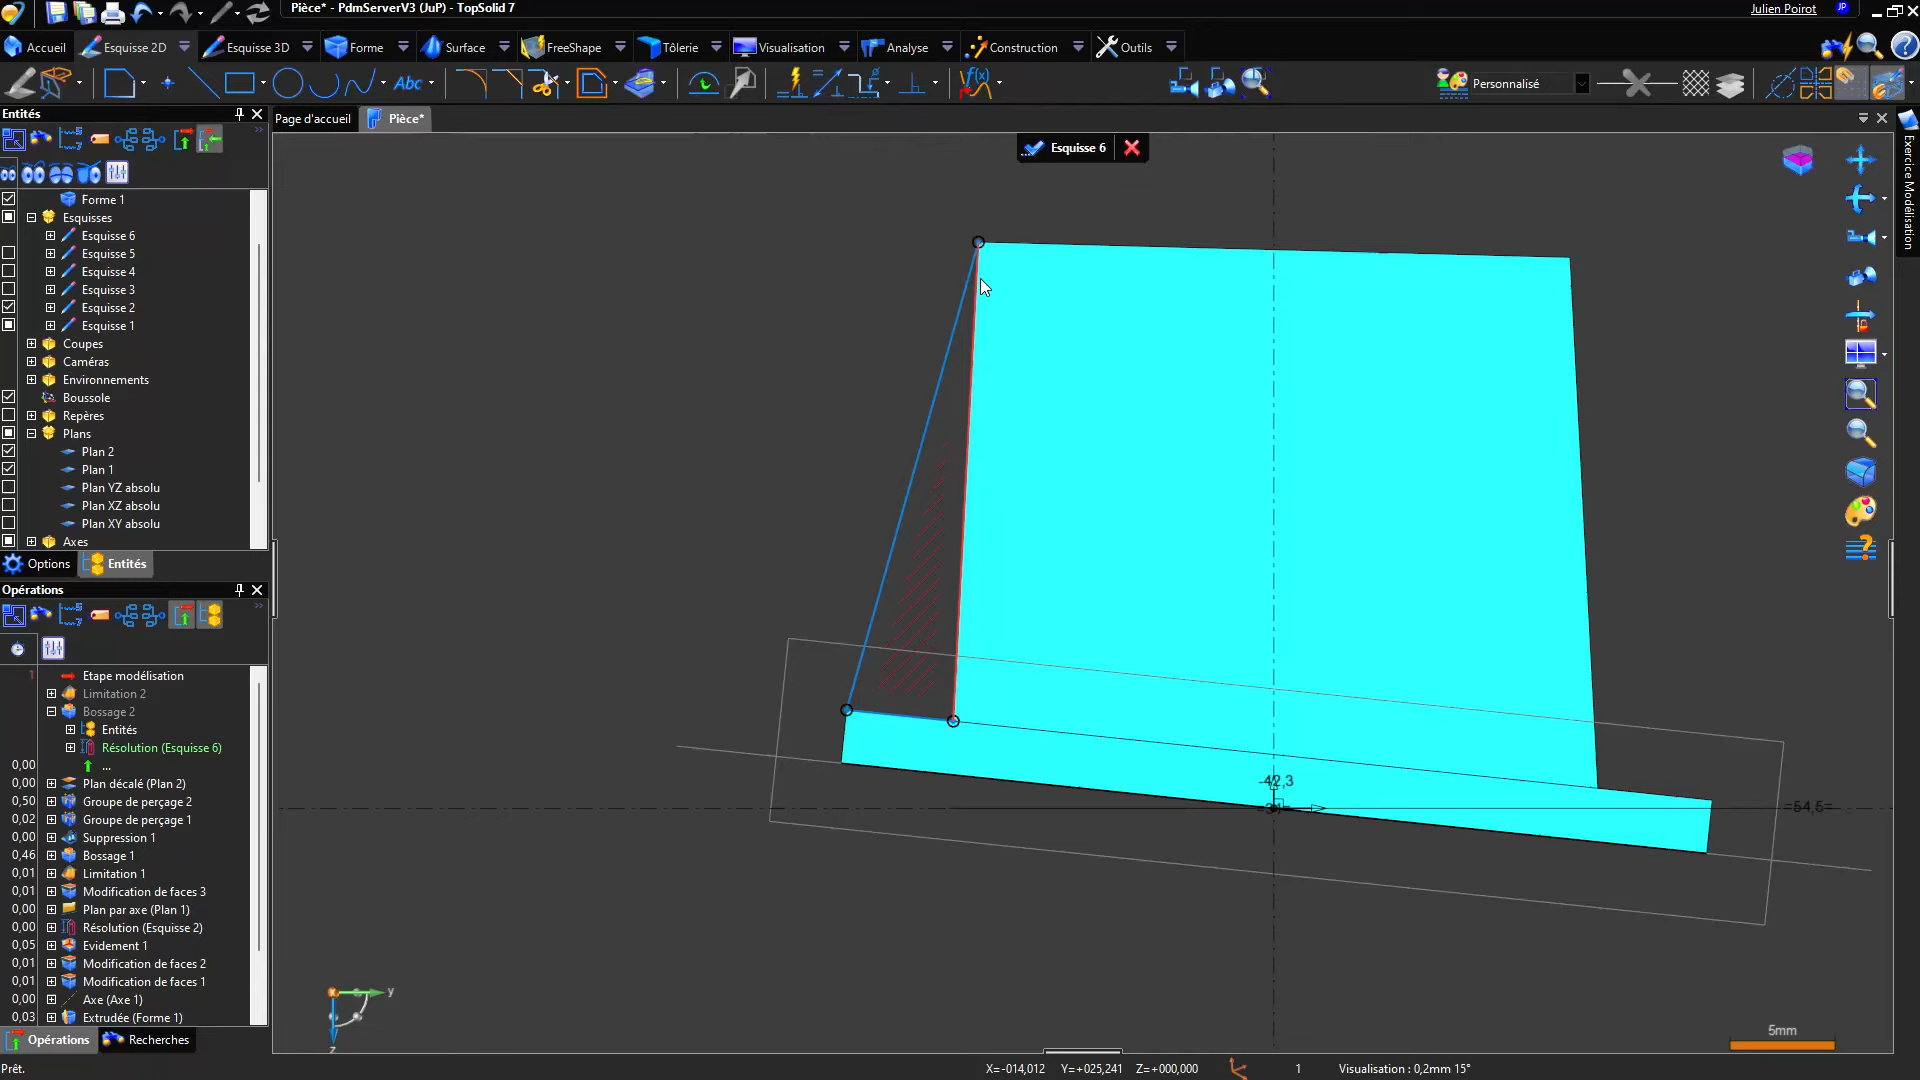 Pièce* - PdmServerV3 (JuP) - TopSolid 7
Julien Poirot
JP
Accueil
Esquisse 2D
Esquisse 3D
Forme
Surface
FreeShape
Tôlerie
Visualisation
Analyse
Construction
Outils
Abc
Personnalisé
Entités
Page d'accueil
Pièce*
Esquisse 6
Exercice Modélisation
Forme 1
Esquisses
Esquisse 6
Esquisse 5
Esquisse 4
Esquisse 3
Esquisse 2
Esquisse 1
Coupes
Caméras
Environnements
Boussole
Repères
Plans
Plan 2
Plan 1
Plan YZ absolu
Plan XZ absolu
Plan XY absolu
Axes
Options
Entités
Opérations
1 Etape modélisation
Limitation 2
Bossage 2
Entités
Résolution (Esquisse 6)
0,00 ...
0,00 Plan décalé (Plan 2)
0,50 Groupe de perçage 2
0,02 Groupe de perçage 1
0,00 Suppression 1
0,46 Bossage 1
0,01 Limitation 1
0,01 Modification de faces 3
0,00 Plan par axe (Plan 1)
0,00 Résolution (Esquisse 2)
0,05 Evidement 1
0,01 Modification de faces 2
0,01 Modification de faces 1
0,00 Axe (Axe 1)
0,03 Extrudée (Forme 1)
-42,3
=54,5=
y
z
5mm
Opérations
Recherches
Prêt.
X=-014,012 Y=+025,241 Z=+000,000
1
Visualisation : 0,2mm 15°